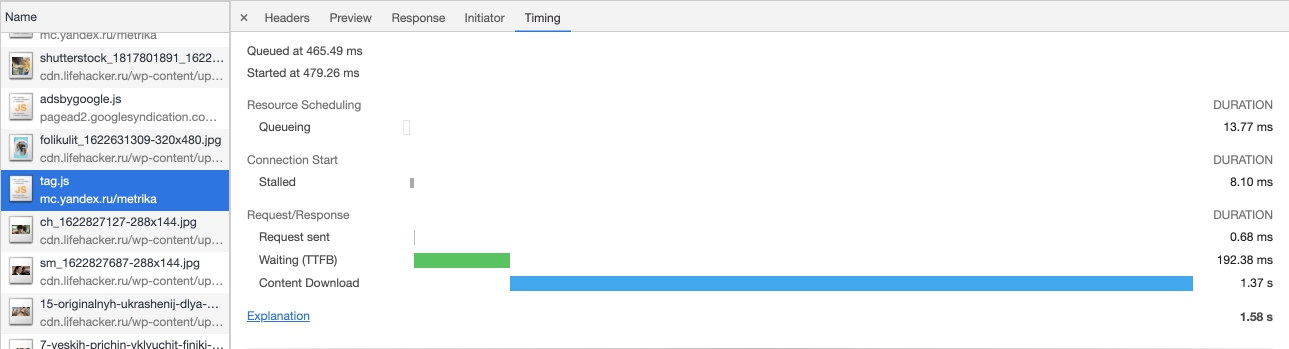 Name
mc.yandex.ru/metrika
shutterstock_1817801891_1622...
cdn.lifehacker.ru/wp-content/up...
adsbygoogle.js
pagead2.googlesyndication.co...
folikulit_1622631309-320x480.jpg
cdn.lifehacker.ru/wp-content/up...
tag.js
mc.yandex.ru/metrika
ch_1622827127-288x144.jpg
cdn.lifehacker.ru/wp-content/up...
sm_1622827687-288x144.jpg
cdn.lifehacker.ru/wp-content/up...
15-originalnyh-ukrashenij-dlya-...
cdn.lifehacker.ru/wp-content/up...
7-veskih-prichin-vklyuchit-finiki-...
× Headers Preview Response Initiator Timing
Queued at 465.49 ms
Started at 479.26 ms
Resource Scheduling DURATION
Queueing 13.77 ms
Connection Start DURATION
Stalled 8.10 ms
Request/Response DURATION
Request sent 0.68 ms
Waiting (TTFB) 192.38 ms
Content Download 1.37 s
Explanation 1.58 s